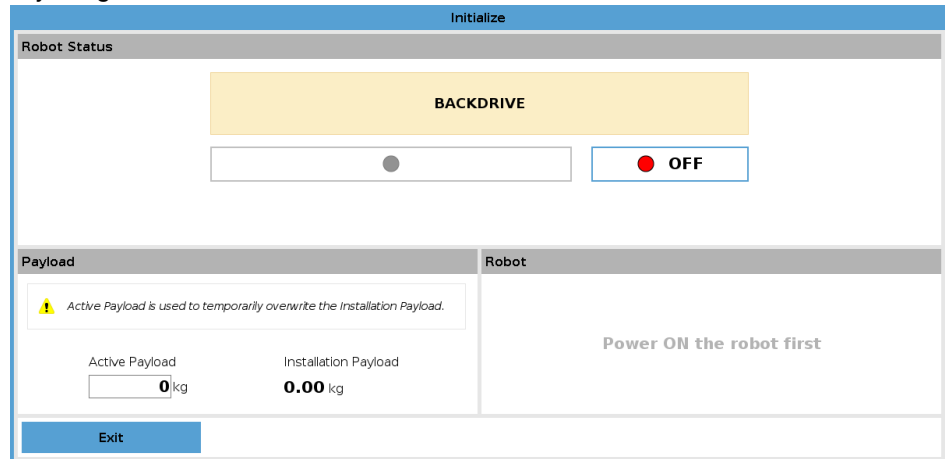 Initialize
Robot Status
BACKDRIVE
OFF
Payload
Robot
Active Payload is used to temporarily overwrite the Installation Payload.
Power ON the robot first
Active Payload Installation Payload
0 kg 0.00 kg
Exit